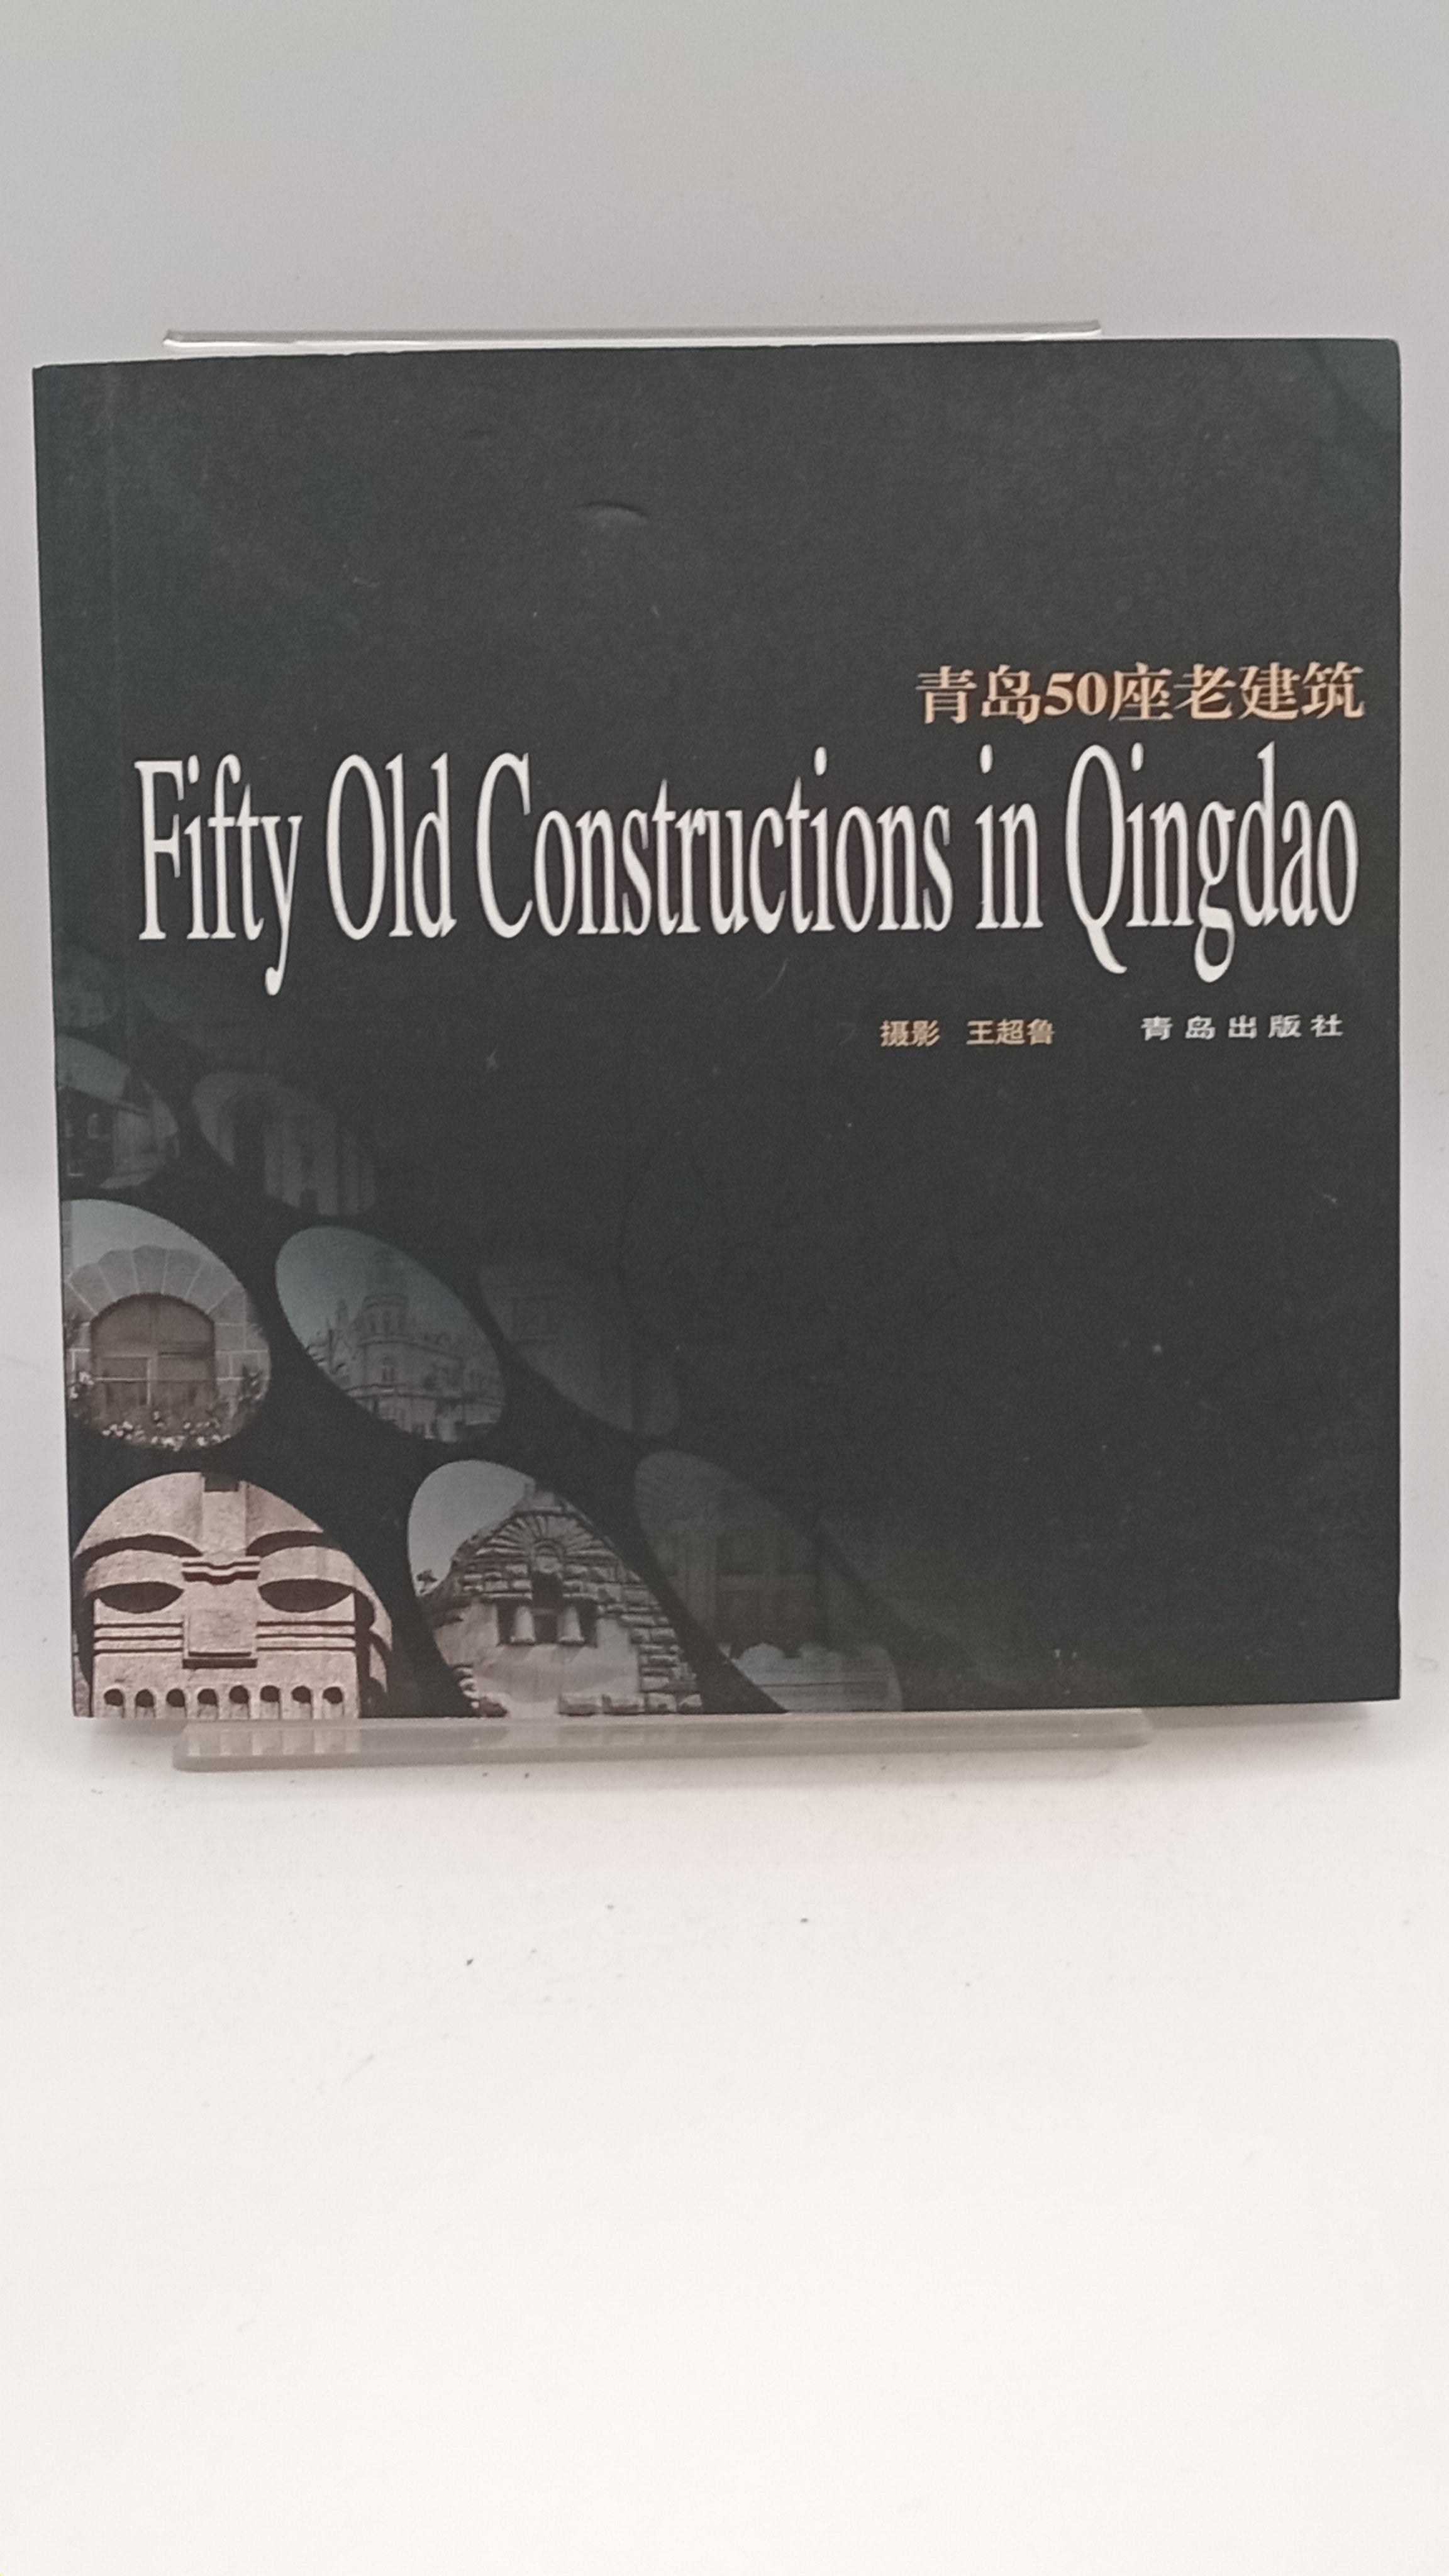 青岛50座老建筑
Fifty Old Constructions in Qingdao
摄影 王超鲁 青岛出版社